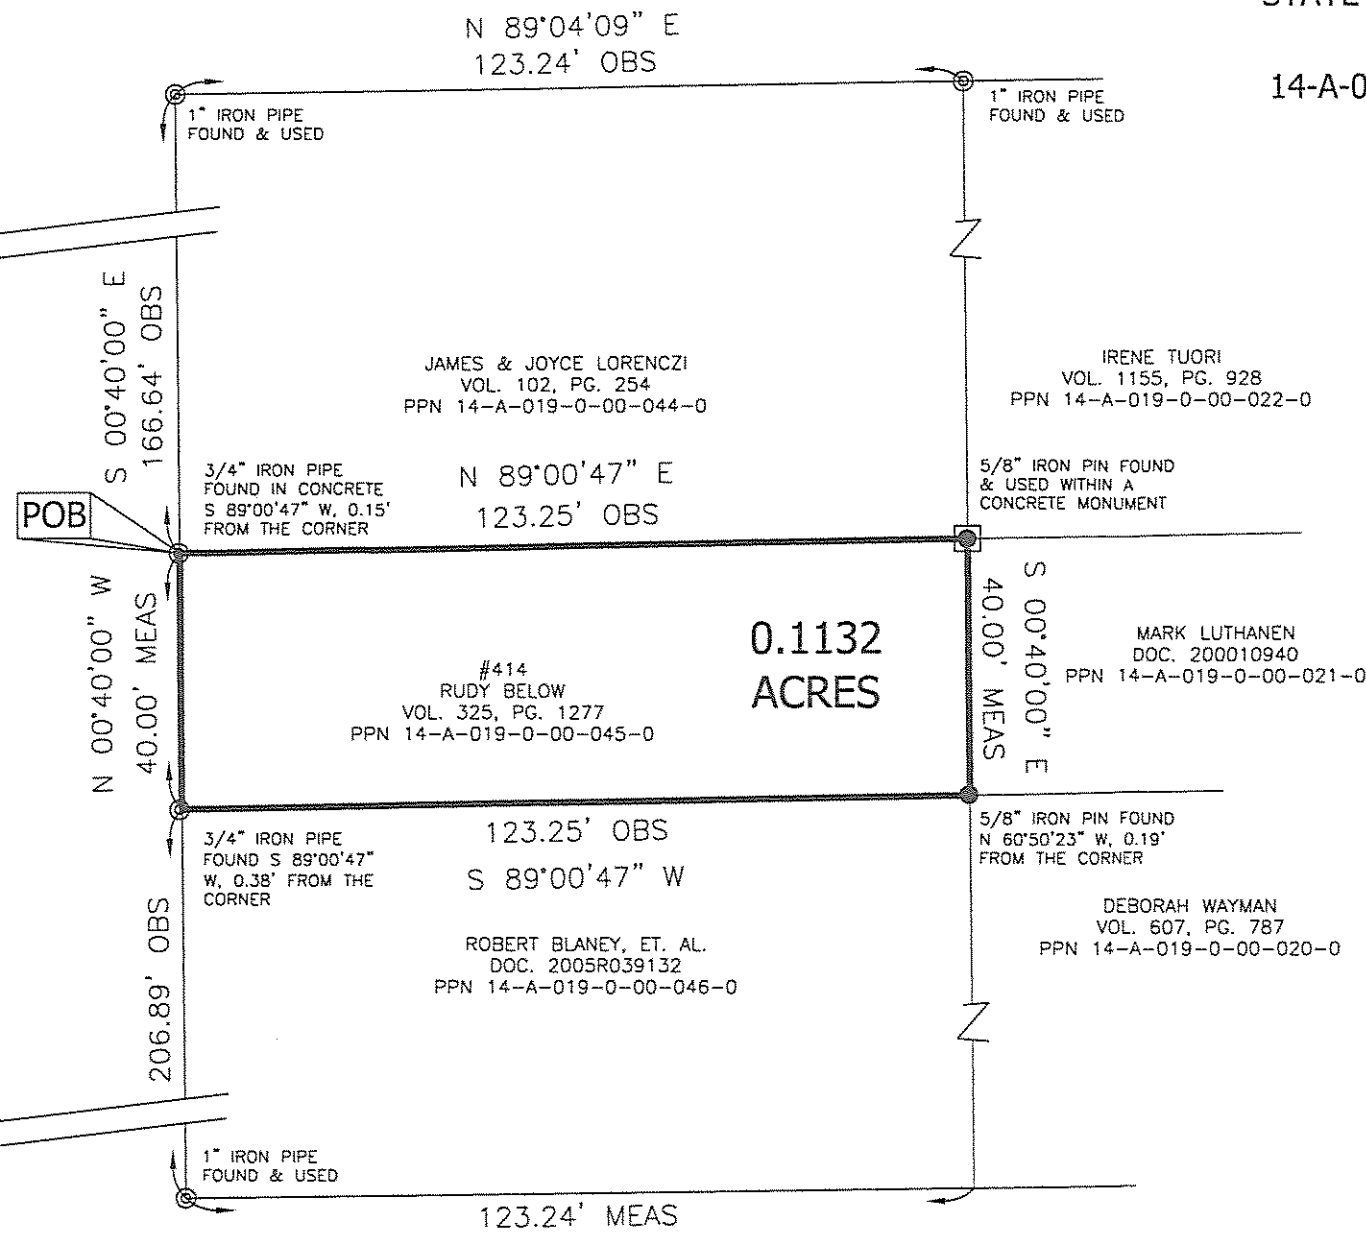 N 89°04'09" E
123.24' OBS
14-A-0
1" IRON PIPE
FOUND & USED
1" IRON PIPE
FOUND & USED
S 00°40'00" E
166.64' OBS
JAMES & JOYCE LORENCZI
VOL. 102, PG. 254
PPN 14-A-019-0-00-044-0
IRENE TUORI
VOL. 1155, PG. 928
PPN 14-A-019-0-00-022-0
3/4" IRON PIPE
FOUND IN CONCRETE
S 89°00'47" W, 0.15'
FROM THE CORNER
N 89°00'47" E
123.25' OBS
5/8" IRON PIN FOUND
& USED WITHIN A
CONCRETE MONUMENT
POB
N 00°40'00" W
40.00' MEAS
#414
RUDY BELOW
VOL. 325, PG. 1277
PPN 14-A-019-0-00-045-0
0.1132
ACRES
S 00°40'00" E
40.00' MEAS
MARK LUTHANEN
DOC. 200010940
PPN 14-A-019-0-00-021-0
3/4" IRON PIPE
FOUND S 89°00'47"
W, 0.38' FROM THE
CORNER
123.25' OBS
S 89°00'47" W
5/8" IRON PIN FOUND
N 60°50'23" W, 0.19'
FROM THE CORNER
206.89' OBS
ROBERT BLANEY, ET. AL.
DOC. 2005R039132
PPN 14-A-019-0-00-046-0
DEBORAH WAYMAN
VOL. 607, PG. 787
PPN 14-A-019-0-00-020-0
1" IRON PIPE
FOUND & USED
123.24' MEAS